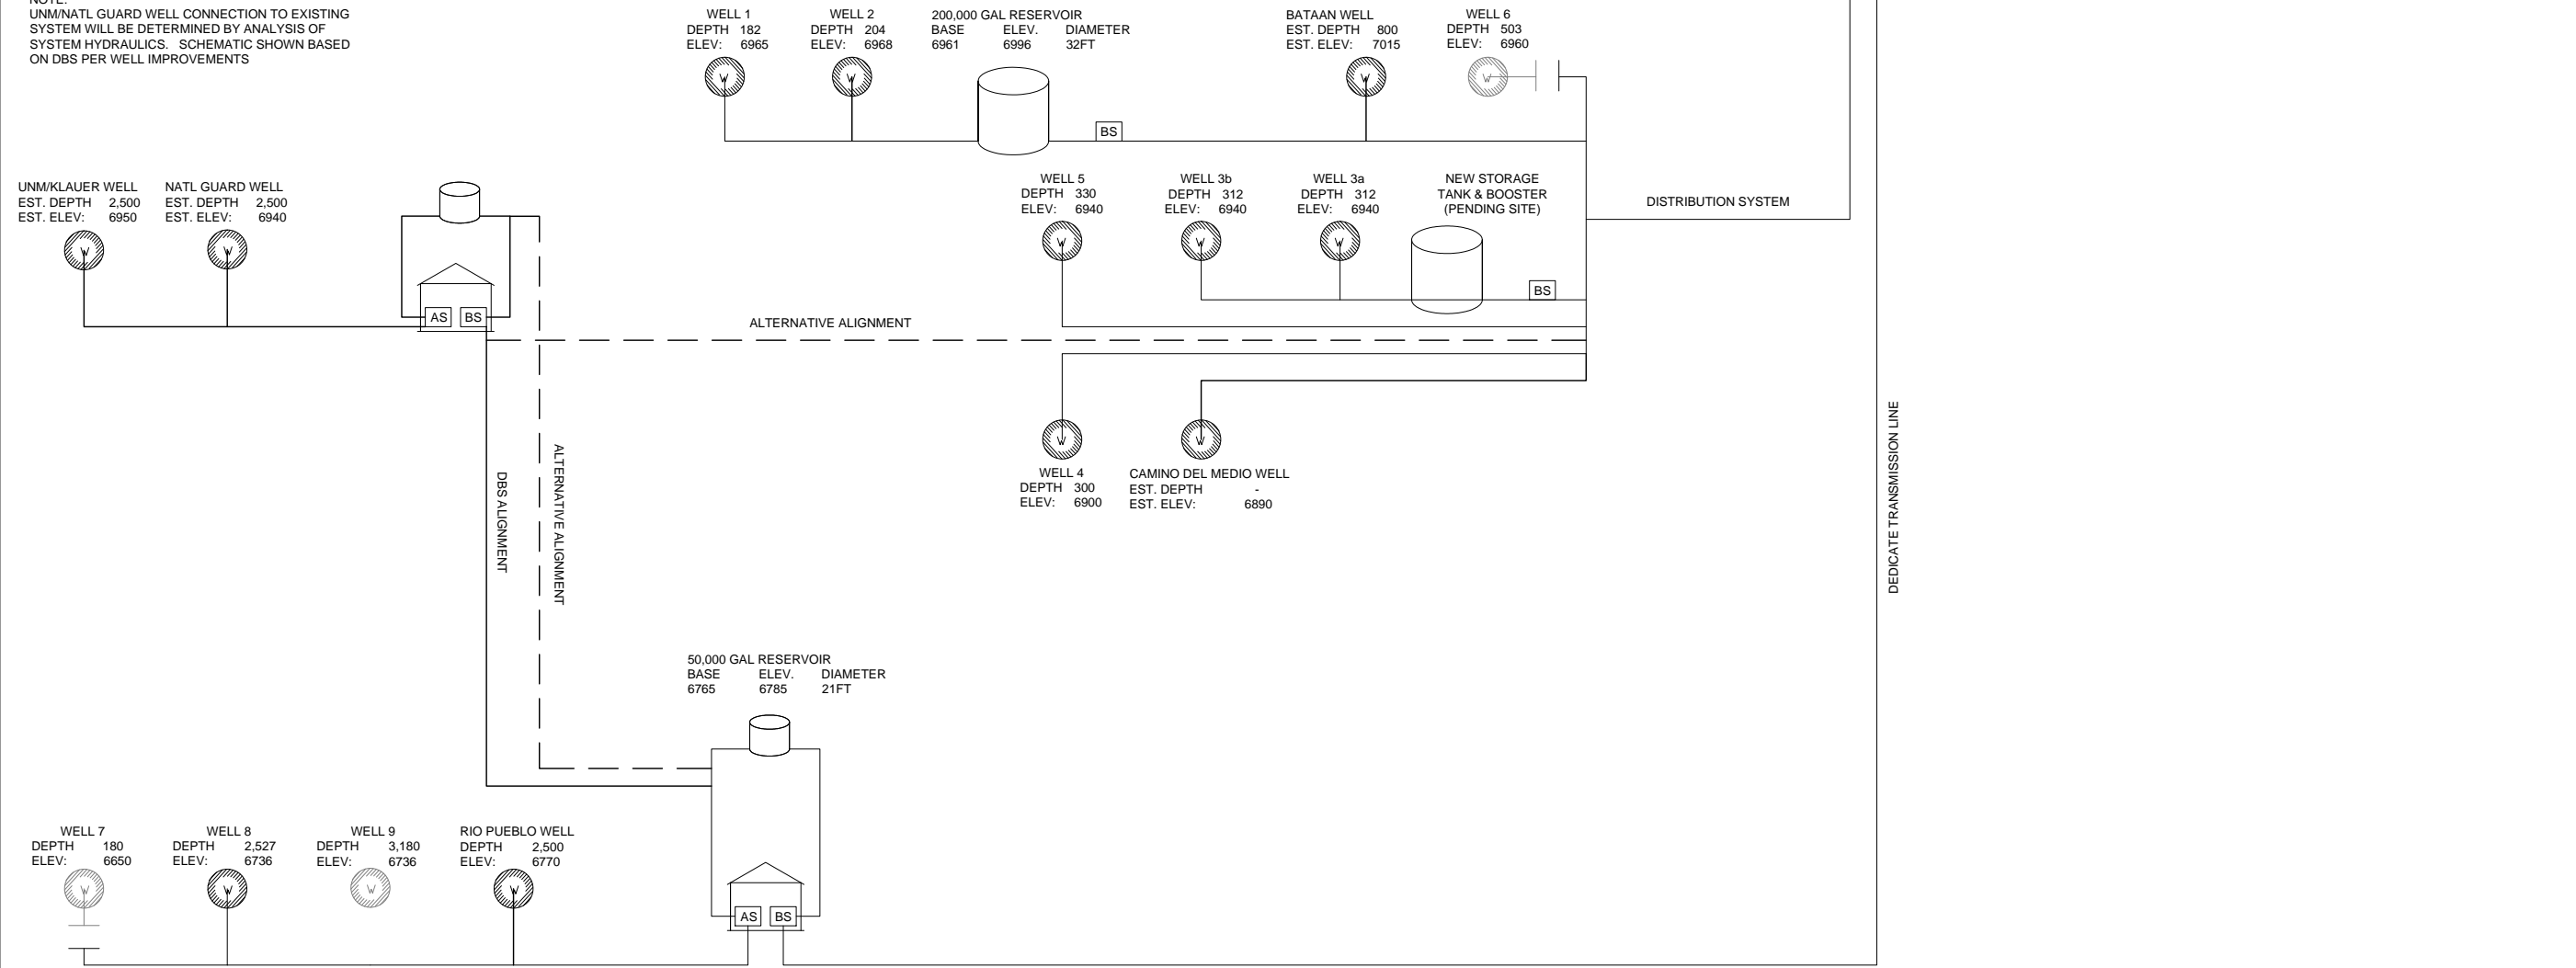 NOTE:
UNM/NATL GUARD WELL CONNECTION TO EXISTING
SYSTEM WILL BE DETERMINED BY ANALYSIS OF
SYSTEM HYDRAULICS. SCHEMATIC SHOWN BASED
ON DBS PER WELL IMPROVEMENTS
WELL 1
DEPTH 182
ELEV: 6965
W
WELL 2
DEPTH 204
ELEV: 6968
W
200,000 GAL RESERVOIR
BASE ELEV. DIAMETER
6961 6996 32FT
BS
BATAAN WELL
EST. DEPTH 800
EST. ELEV: 7015
W
WELL 6
DEPTH 503
ELEV: 6960
W
UNM/KLAUER WELL
EST. DEPTH 2,500
EST. ELEV: 6950
W
NATL GUARD WELL
EST. DEPTH 2,500
EST. ELEV: 6940
W
AS BS
WELL 5
DEPTH 330
ELEV: 6940
W
WELL 3b
DEPTH 312
ELEV: 6940
W
WELL 3a
DEPTH 312
ELEV: 6940
W
NEW STORAGE
TANK & BOOSTER
(PENDING SITE)
BS
DISTRIBUTION SYSTEM
ALTERNATIVE ALIGNMENT
DBS ALIGNMENT
ALTERNATIVE ALIGNMENT
W
WELL 4
DEPTH 300
ELEV: 6900
W
CAMINO DEL MEDIO WELL
EST. DEPTH -
EST. ELEV: 6890
DEDICATE TRANSMISSION LINE
50,000 GAL RESERVOIR
BASE ELEV. DIAMETER
6765 6785 21FT
AS BS
WELL 7
DEPTH 180
ELEV: 6650
W
WELL 8
DEPTH 2,527
ELEV: 6736
W
WELL 9
DEPTH 3,180
ELEV: 6736
W
RIO PUEBLO WELL
DEPTH 2,500
ELEV: 6770
W